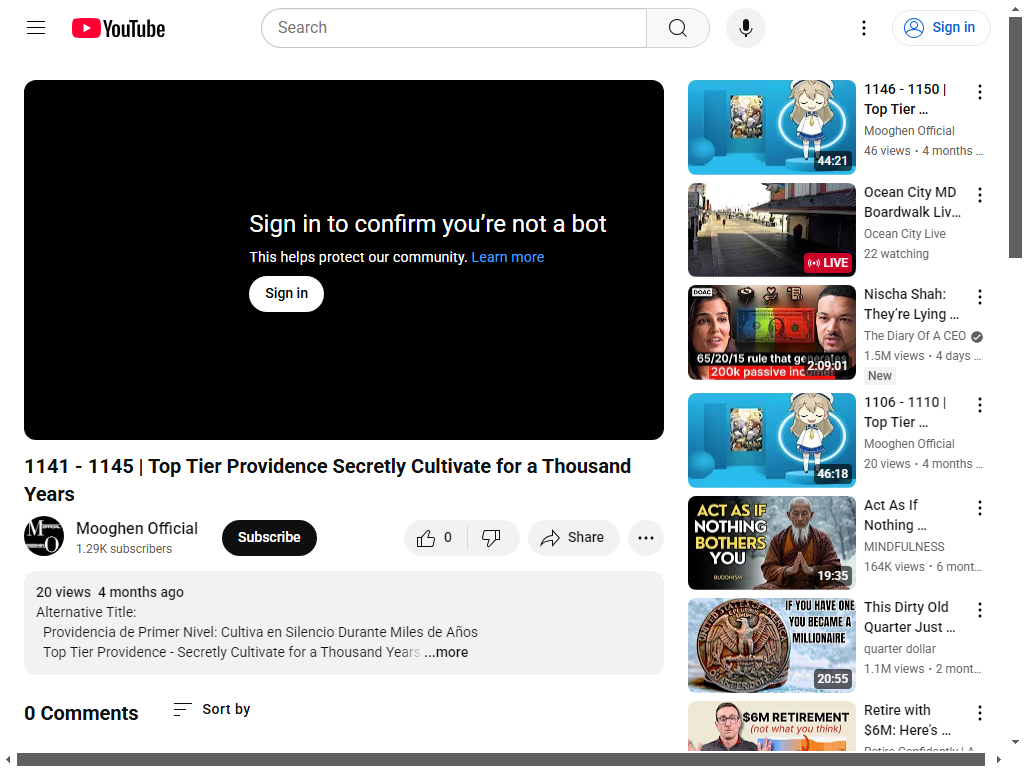 YouTube
Search
Sign in
Sign in to confirm you’re not a bot
This helps protect our community. Learn more
Sign in
1141 - 1145 | Top Tier Providence Secretly Cultivate for a Thousand
Years
Mooghen Official
1.29K subscribers
Subscribe
0
Share
20 views 4 months ago
Alternative Title:
Providencia de Primer Nivel: Cultiva en Silencio Durante Miles de Años
Top Tier Providence - Secretly Cultivate for a Thousand Years ...more
0 Comments
Sort by
44:21
1146 - 1150 |
Top Tier ...
Mooghen Official
46 views • 4 months ...
LIVE
Ocean City MD
Boardwalk Liv...
Ocean City Live
22 watching
DOAC
65/20/15 rule that generates
200k passive income
2:09:01
Nischa Shah:
They’re Lying ...
The Diary Of A CEO
1.5M views • 4 days ...
New
46:18
1106 - 1110 |
Top Tier ...
Mooghen Official
20 views • 4 months ...
ACT AS IF
NOTHING
BOTHERS
YOU
BUDDHISM
19:35
Act As If
Nothing ...
MINDFULNESS
164K views • 6 mont...
IF YOU HAVE ONE
YOU BECAME A
MILLIONAIRE
UNITED STATES OF AMERICA
QUARTER DOLLAR
20:55
This Dirty Old
Quarter Just ...
quarter dollar
1.1M views • 2 mont...
$6M RETIREMENT
(not what you think)
Retire with
$6M: Here’s ...
Retire Confidently | A